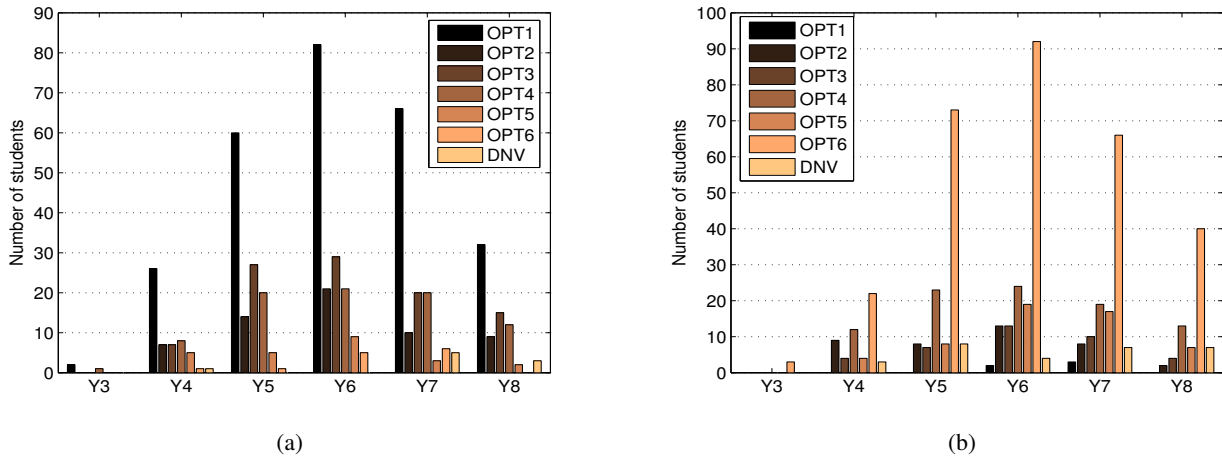 90
80
70
60
50
40
30
20
10
0
Number of students
Y3 Y4 Y5 Y6 Y7 Y8
OPT1
OPT2
OPT3
OPT4
OPT5
OPT6
DNV
(a)
100
90
80
70
60
50
40
30
20
10
0
Number of students
Y3 Y4 Y5 Y6 Y7 Y8
OPT1
OPT2
OPT3
OPT4
OPT5
OPT6
DNV
(b)